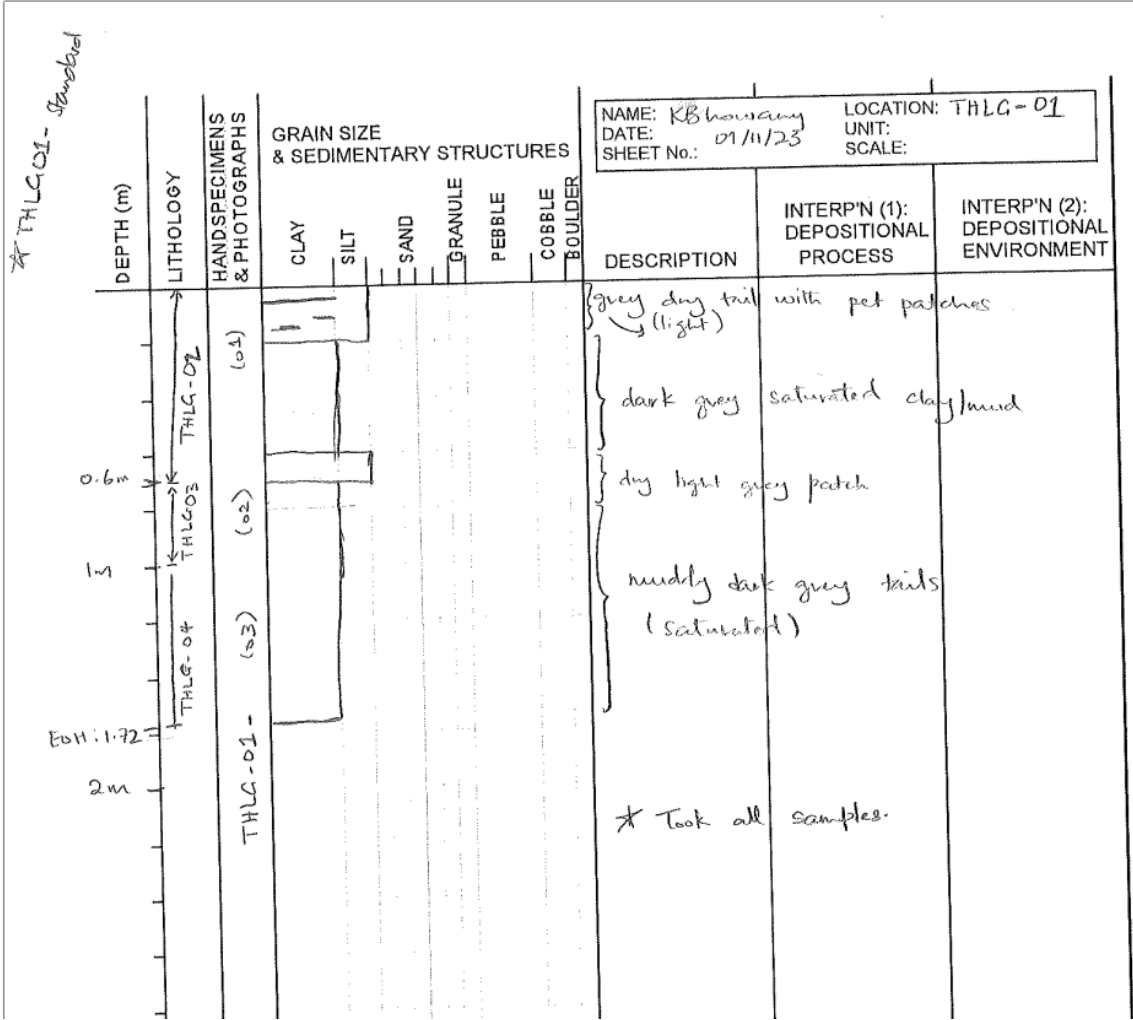 * THLG01- Standard
NAME: KBhowany
LOCATION: THLG-01
DATE: 01/11/23
UNIT:
SHEET No.:
SCALE:
DEPTH (m)
LITHOLOGY
HANDSPECIMENS
& PHOTOGRAPHS
GRAIN SIZE
& SEDIMENTARY STRUCTURES
CLAY
SILT
SAND
GRANULE
PEBBLE
COBBLE
BOULDER
DESCRIPTION
INTERP'N (1):
DEPOSITIONAL
PROCESS
INTERP'N (2):
DEPOSITIONAL
ENVIRONMENT
grey dry tail with pet patches
(light)
THLG-02
(01)
dark grey saturated clay/mud
0.6m
dry light grey patch
THLG03
(02)
1m
muddy dark grey tails
(saturated)
THLG-04
(03)
THLG-01-
EOH: 1.72
2m
* Took all samples.